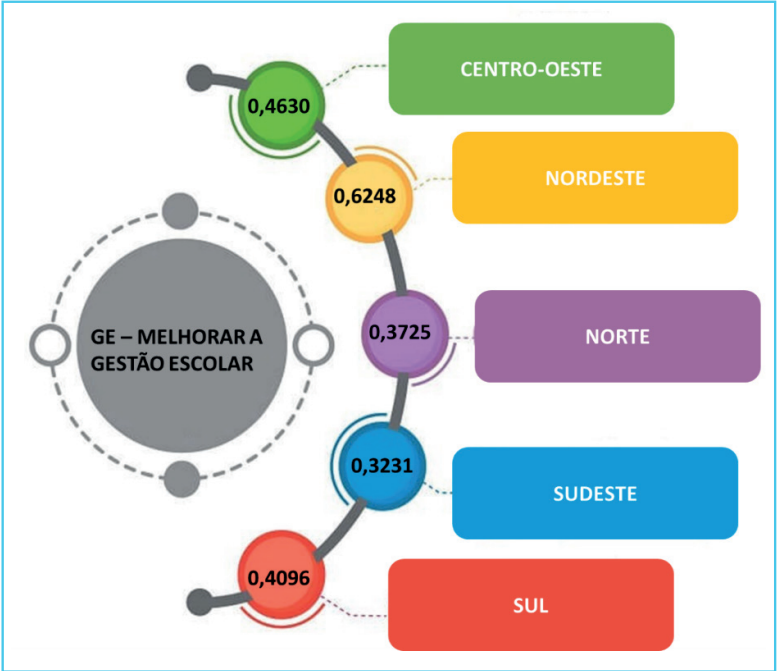 0,4630
CENTRO-OESTE
0,6248
NORDESTE
GE – MELHORAR A
GESTÃO ESCOLAR
0,3725
NORTE
0,3231
SUDESTE
0,4096
SUL